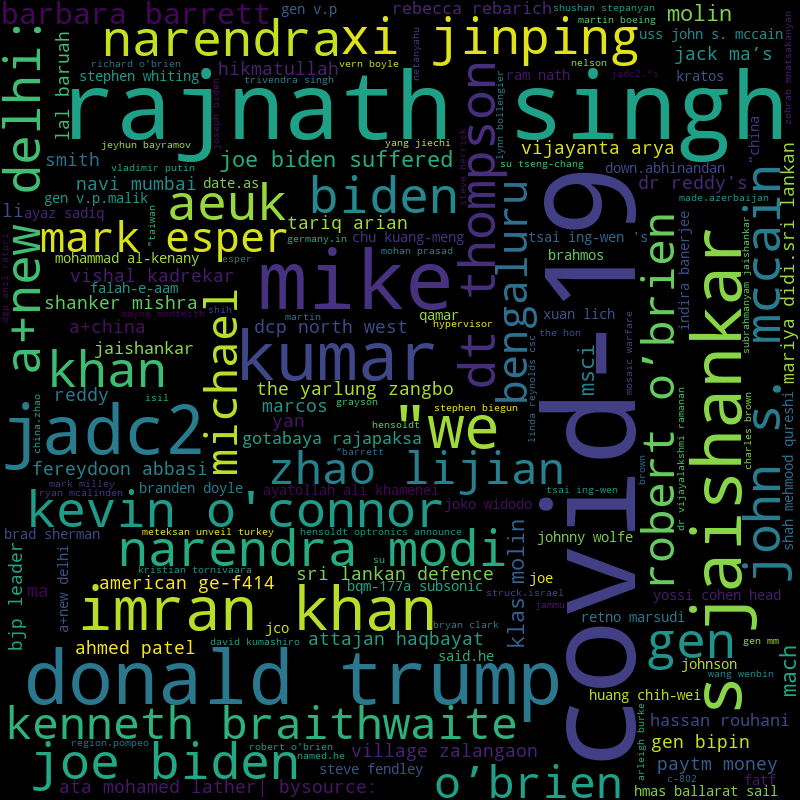 barbara barrett
gen v.p
rebecca rebarich
shushan stepanyan
martin boeing
molin
narendra
xi jinping
uss john s. mccain
jack ma's
richard o'brien
stephen whiting
hikmatullah
vern boyle
trivendra singh
netanyahu
ram nath
nelson
jadc2."i
kratos
zohrab mnatsakanyan
a+new delhi:
lal baruah
rajnath singh
joseph biden
jeyhun bayramov
yang jiechi
steve herrick
lynn bollengier
vijayanta arya
"china
smith
joe biden suffered
su tseng-chang
down.abhinandan
vladimir putin
navi mumbai
date.as
dr reddy's
made.azerbaijan
gen v.p.malik
aeuk
biden
li
ayaz sadiq
tariq arian
mark esper
"taiwan
germany.in
chu kuang-meng
tsai ing-wen 's
mohammad al-kenany
esper
mohan prasad
brahmos
vishal kadrekar
falah-e-aam
mike
dt thompson
bengaluru
covid-19
robert o'brien
indira banerjee
s jaishankar
subrahmanyam jaishankar
john s. mccain
mariya didi.sri lankan
shanker mishra
shih
qamar
xuan lich
wayne monteith
martin
a+china
dcp north west
hypervisor
the hon
jaishankar
michael
kumar
linda reynolds csc
msci
mosaic warfare
khan
reddy
isil
the yarlung zangbo
marcos
grayson
stephen biegun
jadc2
yan
hensoldt
"we
china.zhao
gotabaya rajapaksa
charles brown
shah mehmood qureshi
dr vijayalakshmi ramanan
fereydoon abbasi
"barrett
zhao lijian
brown
mark milley
ryan mcalinden
branden doyle
ayatollah ali khamenei
tsai ing-wen
kevin o'connor
joko widodo
brad sherman
meteksan unveil turkey
hensoldt optronics announce
johnny wolfe
narendra modi
klass molin
bjp leader
a+new delhi
kristian tornivaara
su
sri lankan defence
joe
american ge-f414
bqm-177a subsonic
struck.israel
jammu
yossi cohen head
ma
imran khan
jco
bryan clark
retno marsudi
david kumashiro
attajan haqbayat
gen
gen mm
ahmed patel
said.he
johnson
wang wenbin
mach
donald trump
huang chih-wei
kenneth braithwaite
arleigh burke
hassan rouhani
region.pompeo
robert o'brien
named.he
village zalangaon
gen bipin
joe biden
steve fendley
paytm money
c-802
fatf
ata mohamed lather| bysource:
o'brien
hmas ballarat sail